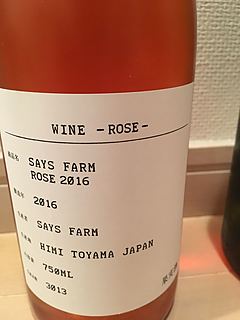 WINE -ROSE-
SAYS FARM
ROSE 2016
2016
SAYS FARM
HIMI TOYAMA JAPAN
750ML
3013